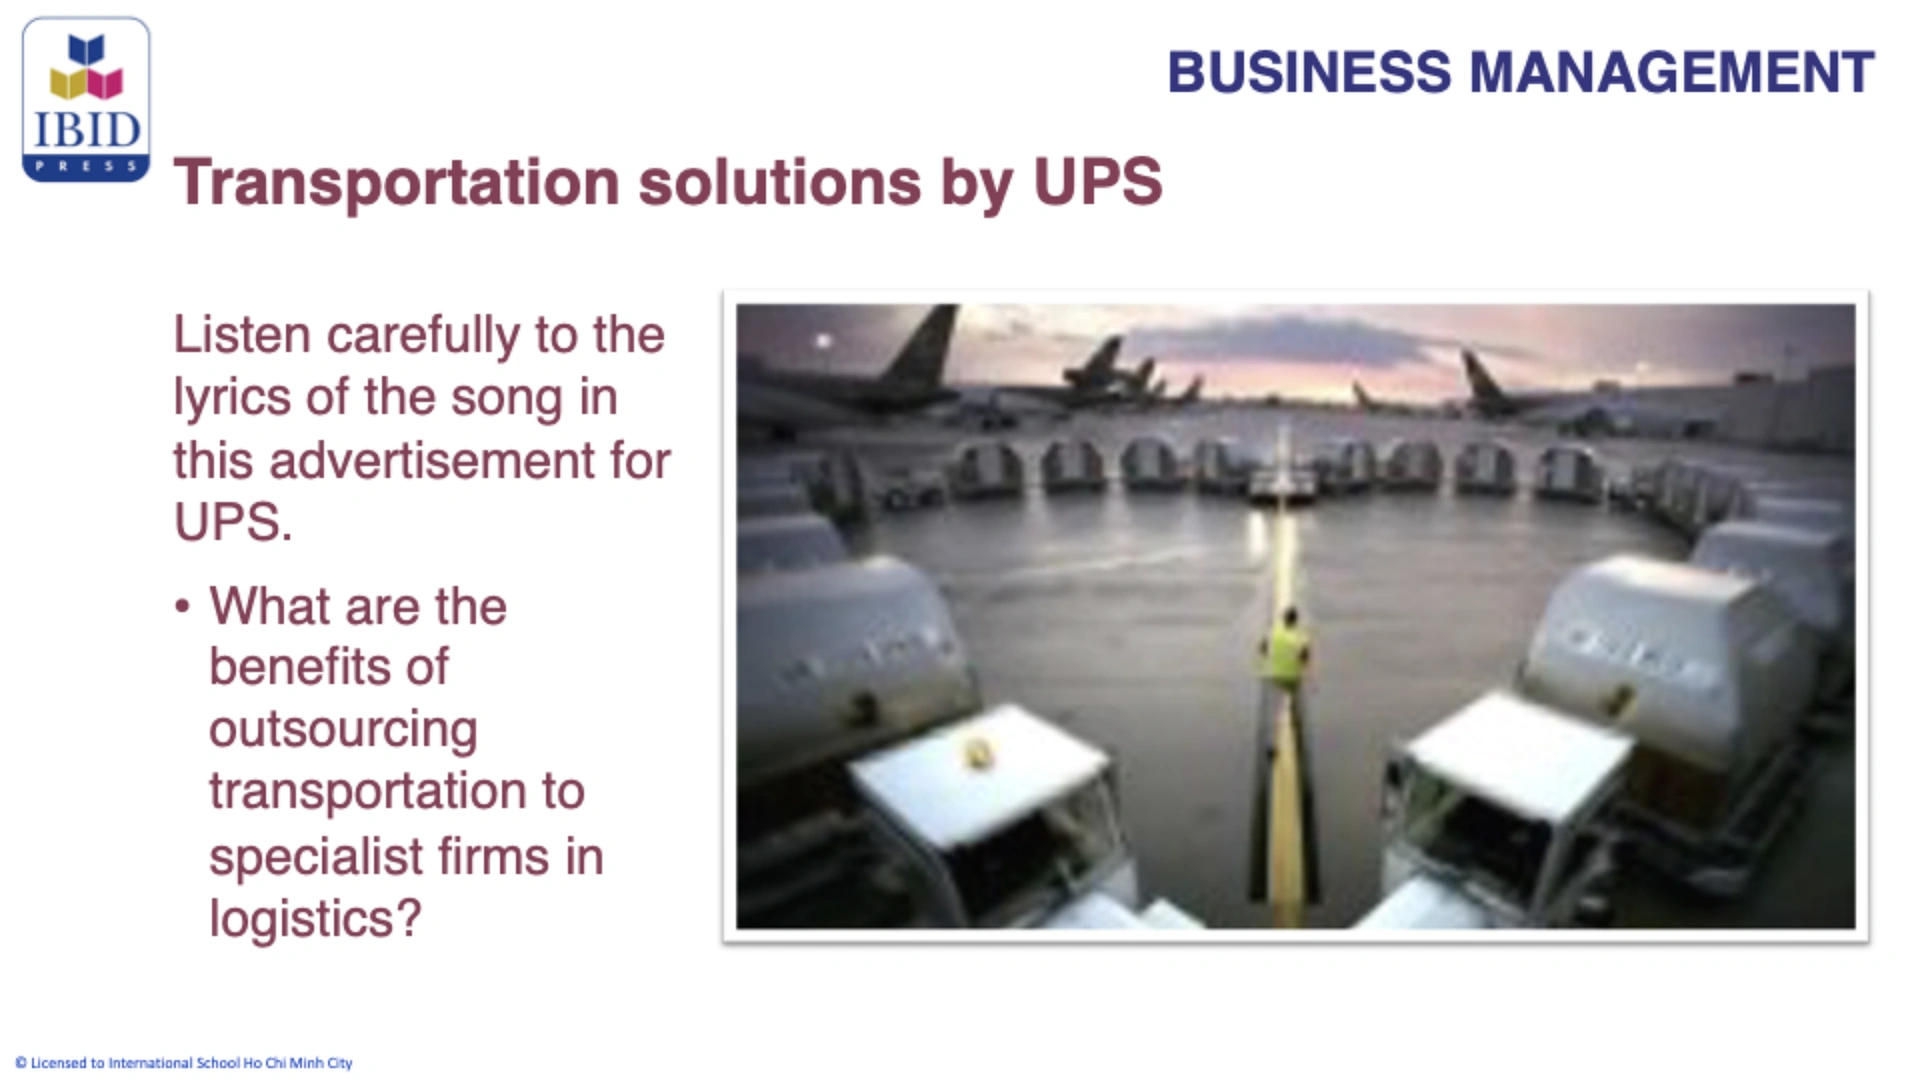 IBID
PRESS
BUSINESS MANAGEMENT
Transportation solutions by UPS
Listen carefully to the
lyrics of the song in
this advertisement for
UPS.
• What are the
benefits of
outsourcing
transportation to
specialist firms in
logistics?
© Licensed to International School Ho Chi Minh City